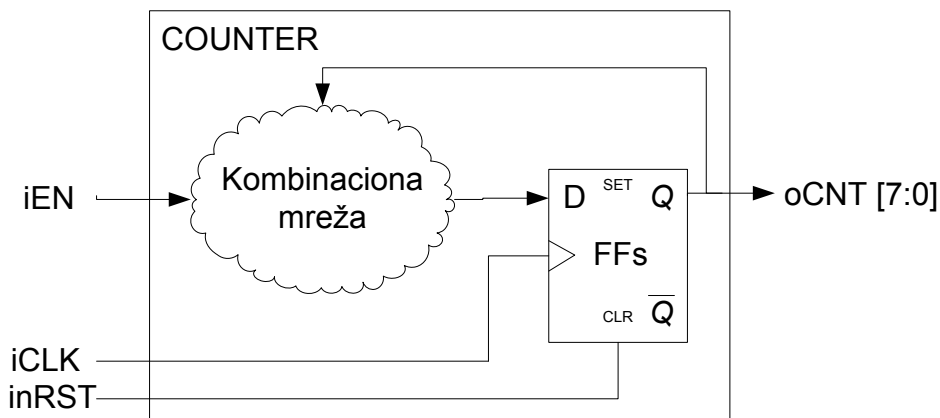 COUNTER
Kombinaciona
mreža
iEN
D
SET
Q
FFs
CLR
Q
oCNT [7:0]
iCLK
inRST